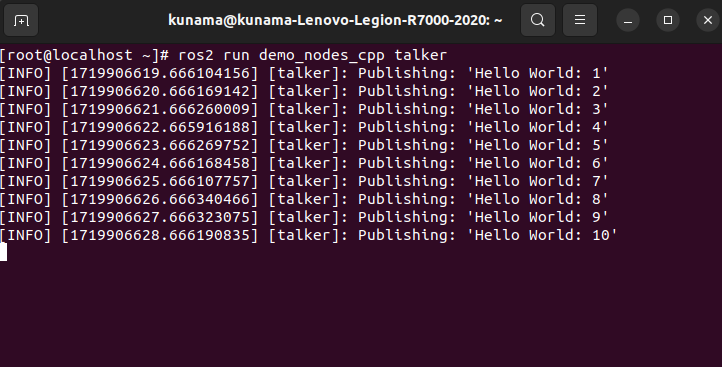 kunama@kunama-Lenovo-Legion-R7000-2020: ~
[root@localhost ~]# ros2 run demo_nodes_cpp talker
[INFO] [1719906619.666104156] [talker]: Publishing: 'Hello World: 1'
[INFO] [1719906620.666169142] [talker]: Publishing: 'Hello World: 2'
[INFO] [1719906621.666260009] [talker]: Publishing: 'Hello World: 3'
[INFO] [1719906622.665916188] [talker]: Publishing: 'Hello World: 4'
[INFO] [1719906623.666269752] [talker]: Publishing: 'Hello World: 5'
[INFO] [1719906624.666168458] [talker]: Publishing: 'Hello World: 6'
[INFO] [1719906625.666107757] [talker]: Publishing: 'Hello World: 7'
[INFO] [1719906626.666340466] [talker]: Publishing: 'Hello World: 8'
[INFO] [1719906627.666323075] [talker]: Publishing: 'Hello World: 9'
[INFO] [1719906628.666190835] [talker]: Publishing: 'Hello World: 10'